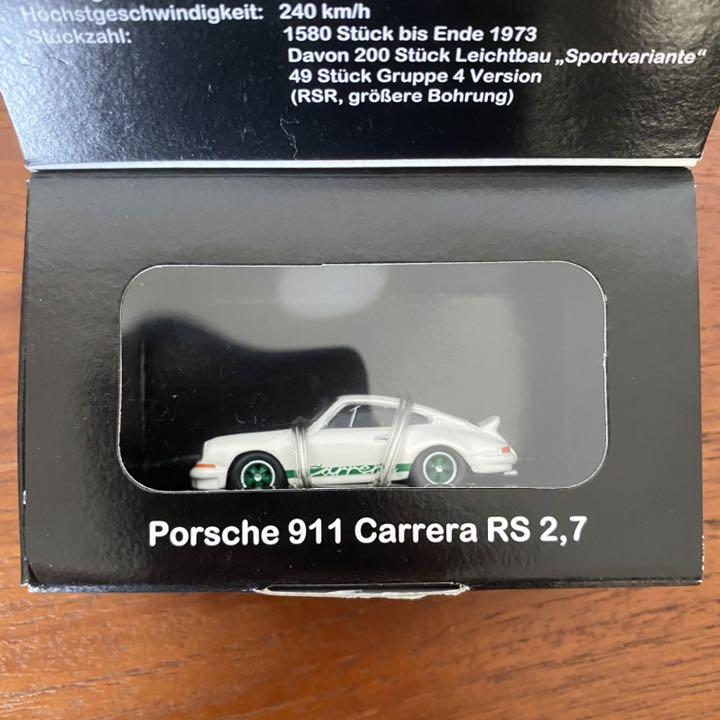 Höchstgeschwindigkeit: 240 km/h
Stückzahl: 1580 Stück bis Ende 1973
Davon 200 Stück Leichtbau „Sportvariante“
49 Stück Gruppe 4 Version
(RSR, größere Bohrung)
Carrera
Porsche 911 Carrera RS 2,7